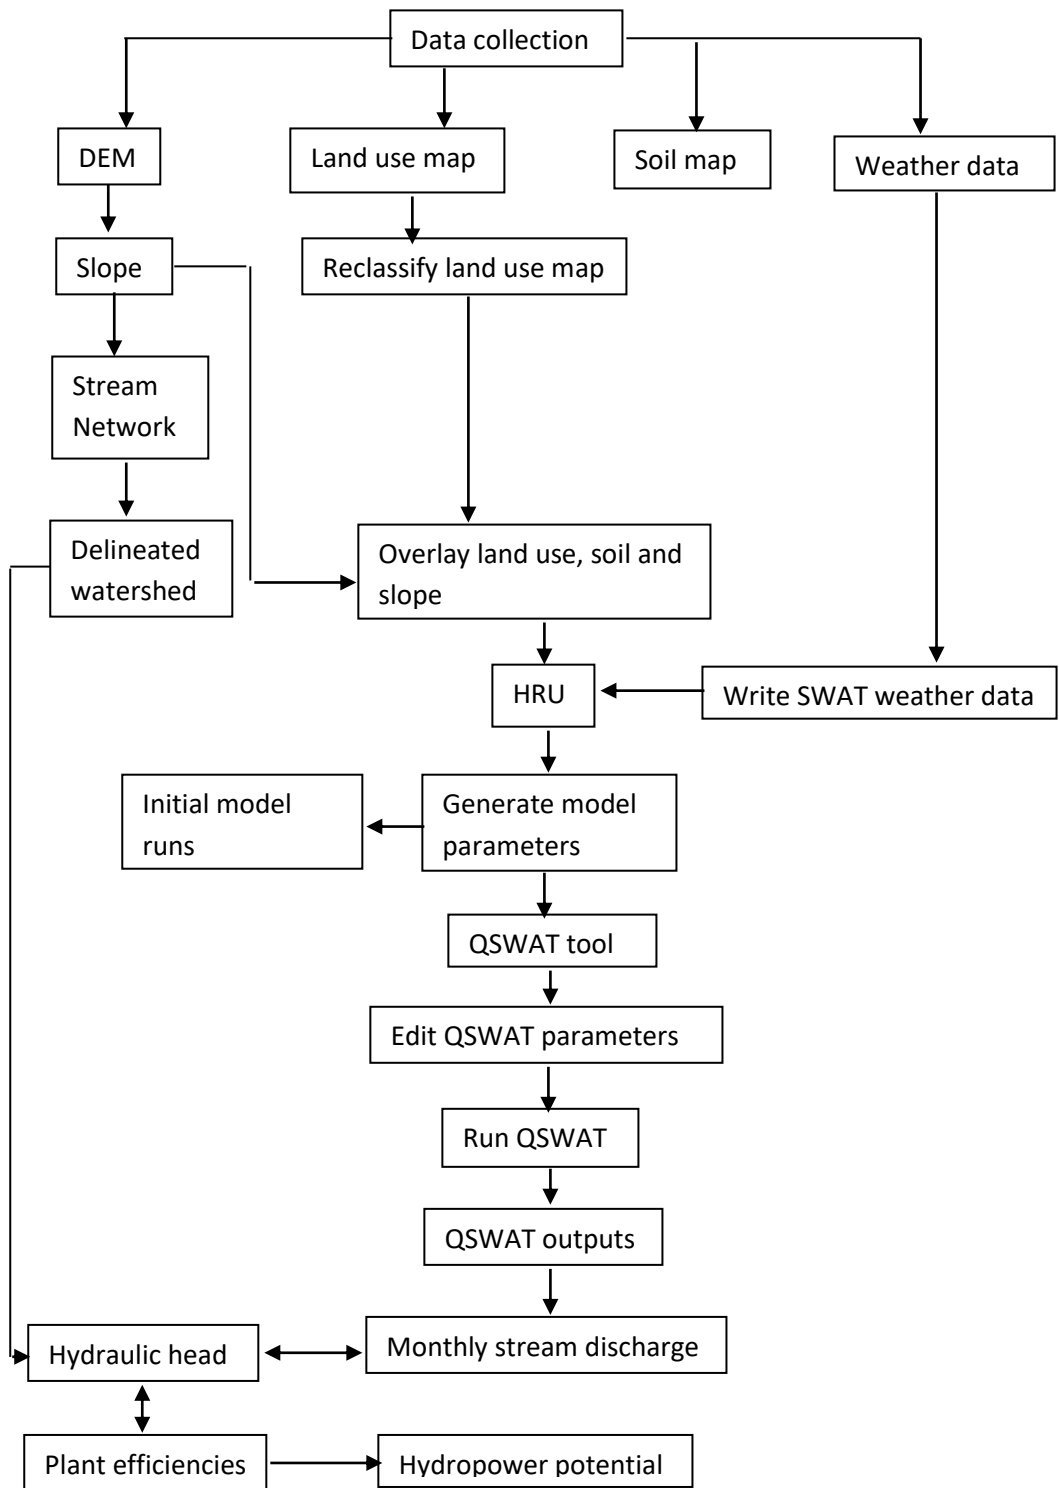 Data collection
DEM
Land use map
Soil map
Weather data
Slope
Reclassify land use map
Stream
Network
Delineated
watershed
Overlay land use, soil and
slope
HRU
Write SWAT weather data
Initial model
runs
Generate model
parameters
QSWAT tool
Edit QSWAT parameters
Run QSWAT
QSWAT outputs
Hydraulic head
Monthly stream discharge
Plant efficiencies
Hydropower potential